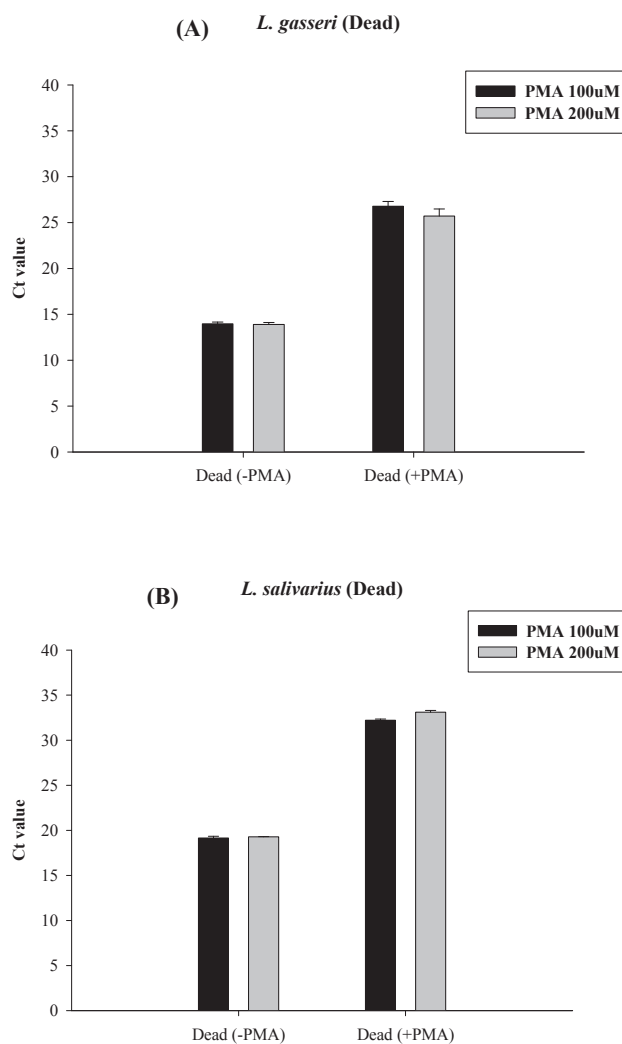 (A) L. gasseri (Dead)
PMA 100uM
PMA 200uM
40
35
30
25
20
15
10
5
0
Ct value
Dead (-PMA) Dead (+PMA)
(B) L. salivarius (Dead)
PMA 100uM
PMA 200uM
40
35
30
25
20
15
10
5
0
Ct value
Dead (-PMA) Dead (+PMA)